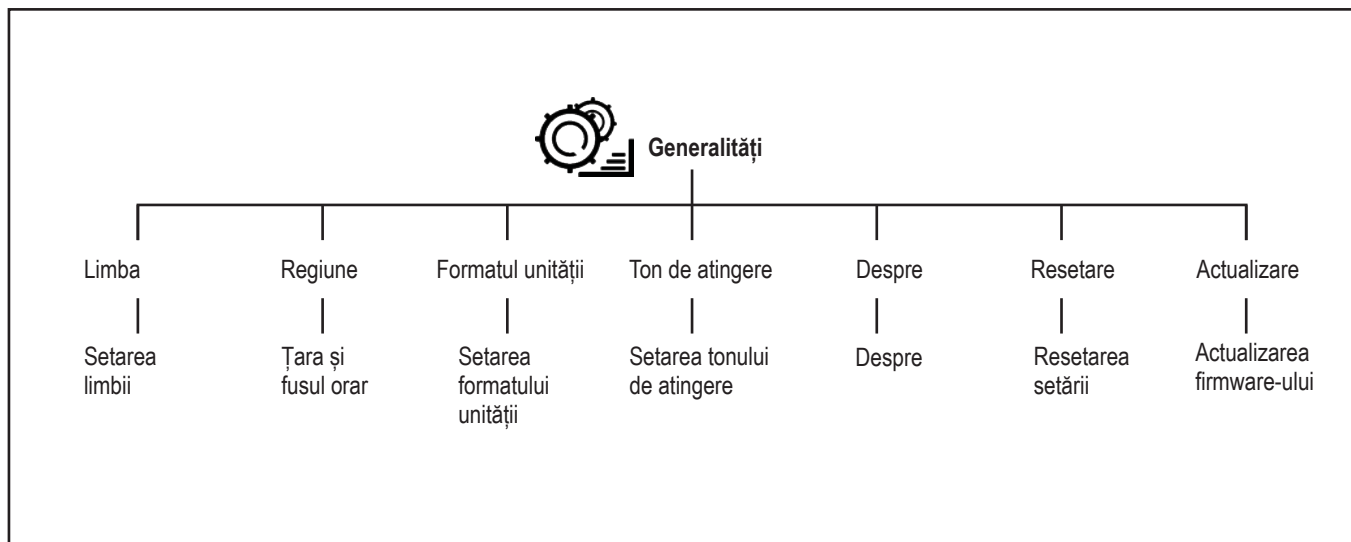 Generalități
Limba
Regiune
Formatul unității
Ton de atingere
Despre
Resetare
Actualizare
Setarea
limbii
Țara și
fusul orar
Setarea
formatului
unității
Setarea tonului
de atingere
Despre
Resetarea
setării
Actualizarea
firmware-ului